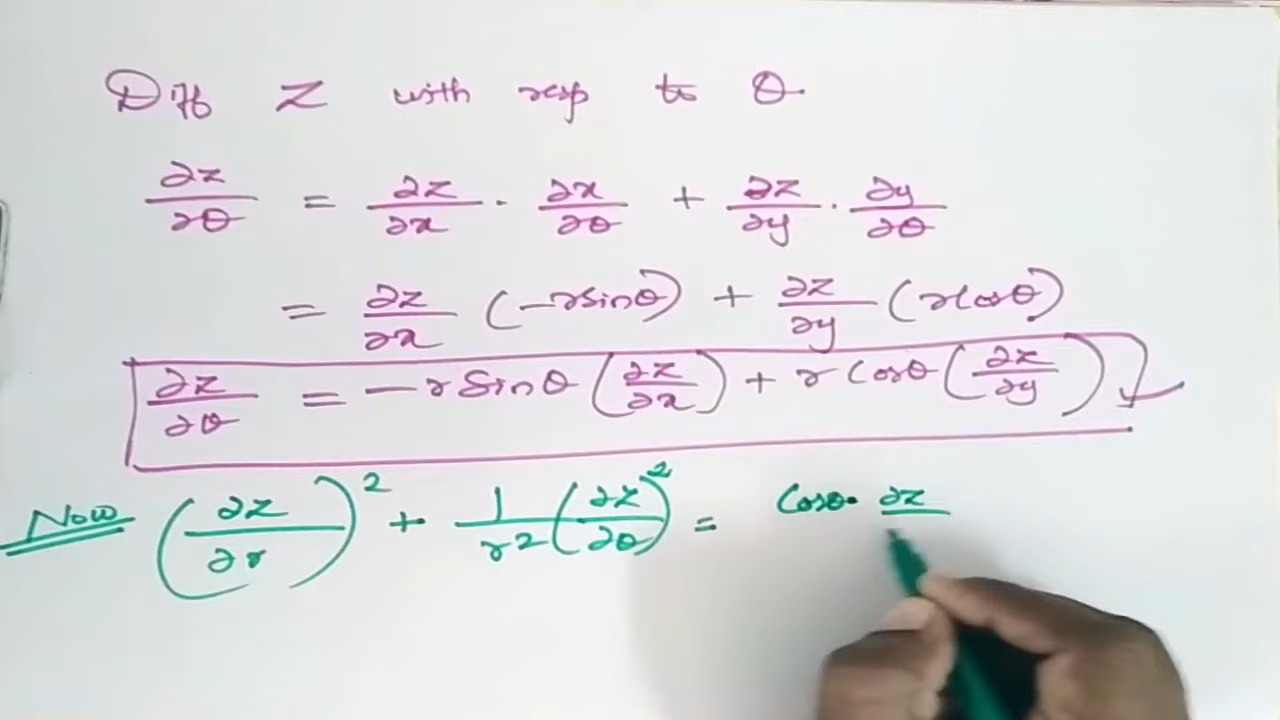 Diff Z with resp to θ.
∂z/∂θ = ∂z/∂x · ∂x/∂θ + ∂z/∂y · ∂y/∂θ
= ∂z/∂x (-r sinθ) + ∂z/∂y (r cosθ)
∂z/∂θ = -r Sinθ (∂z/∂x) + r Cosθ (∂z/∂y)
Now (∂z/∂r)² + 1/r² (∂z/∂θ)² = Cosθ · ∂z